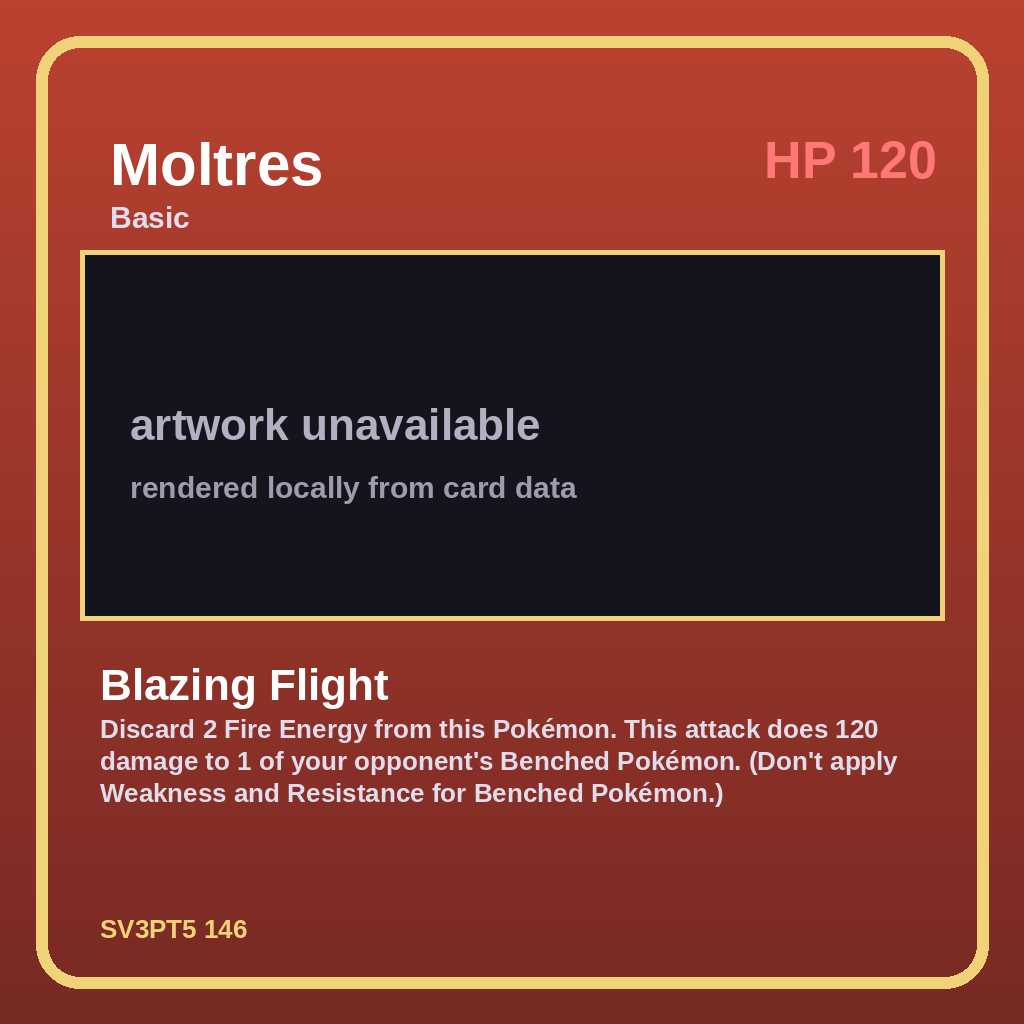 Moltres
HP 120
Basic
artwork unavailable
rendered locally from card data
Blazing Flight
Discard 2 Fire Energy from this Pokémon. This attack does 120
damage to 1 of your opponent's Benched Pokémon. (Don't apply
Weakness and Resistance for Benched Pokémon.)
SV3PT5 146